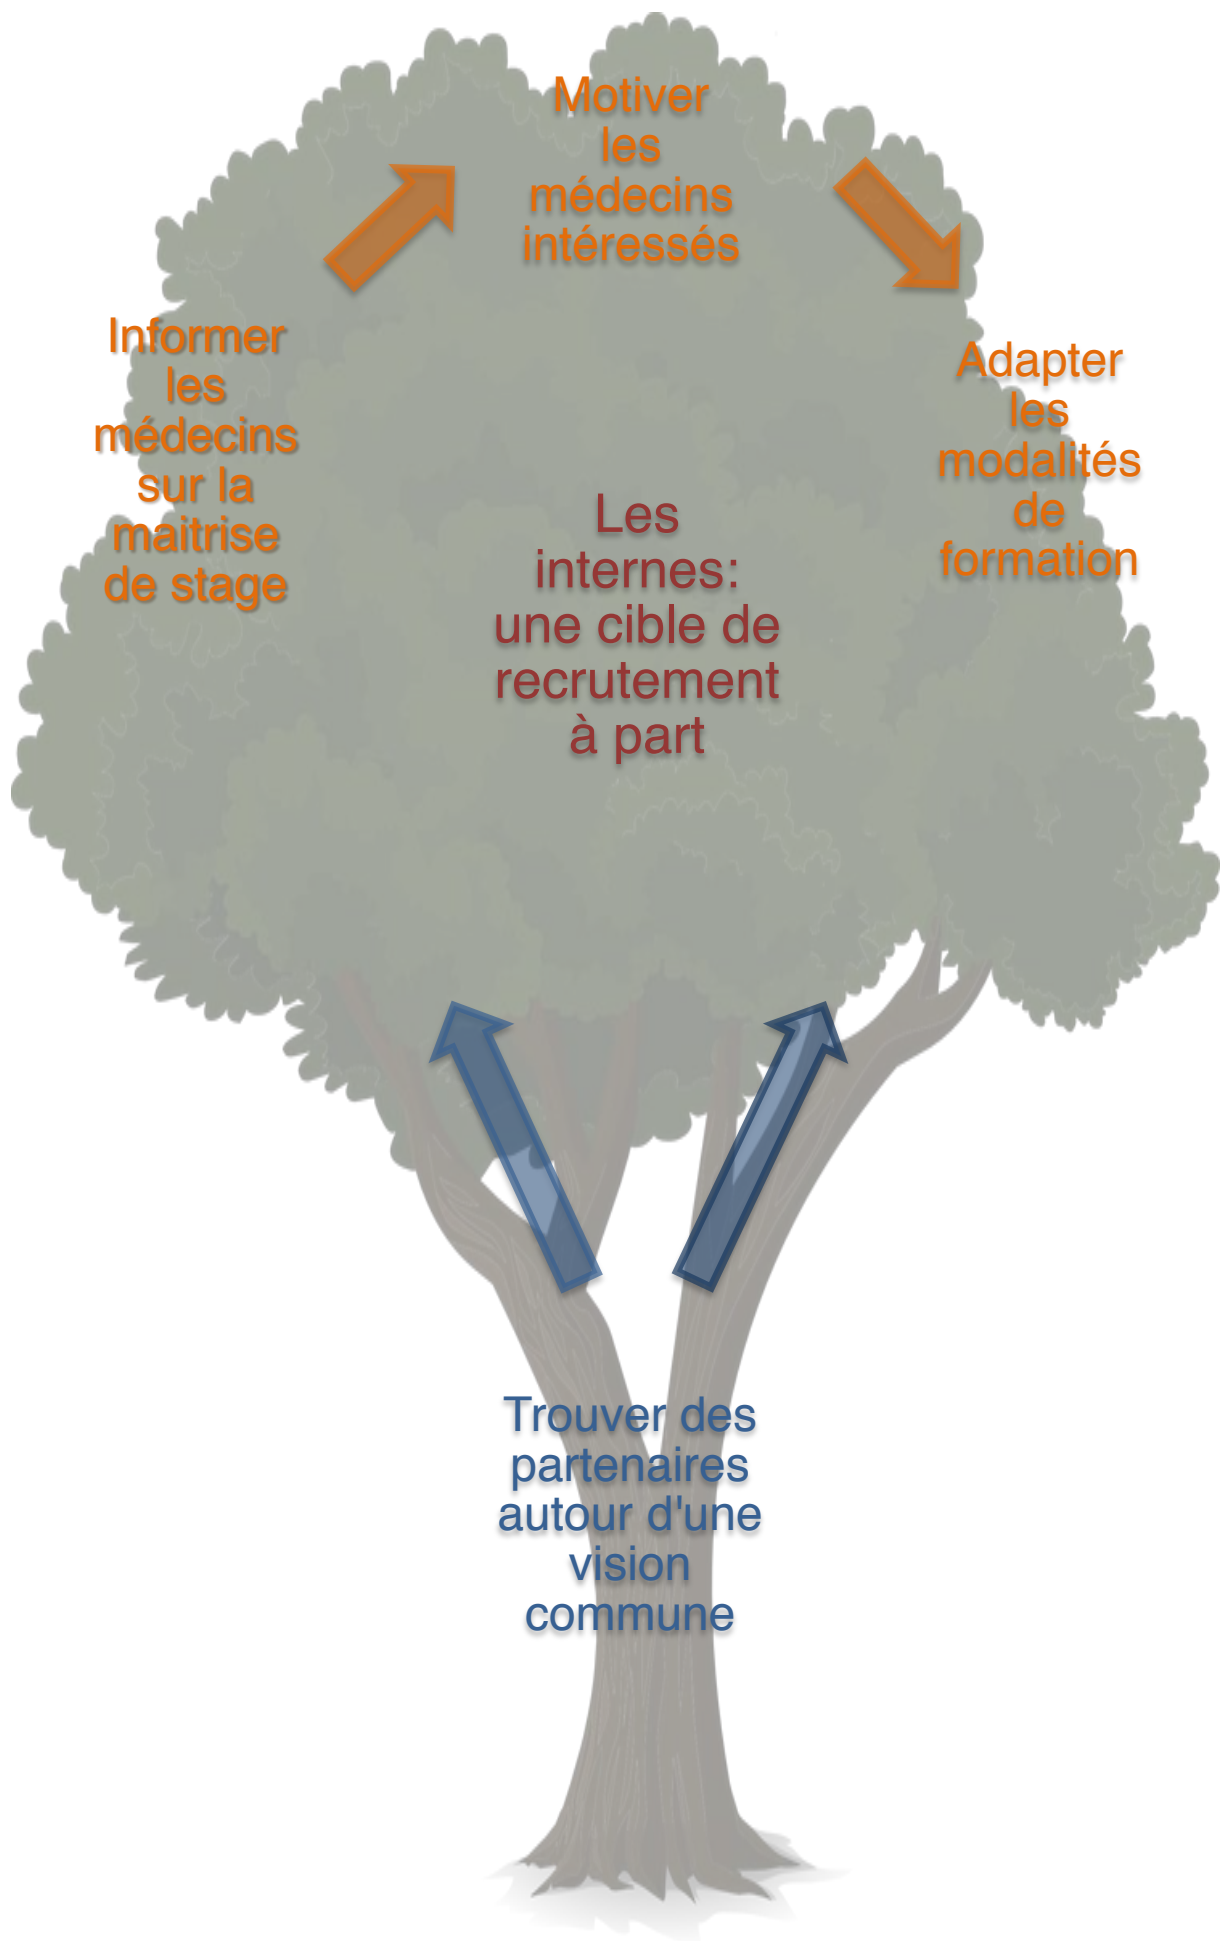 Motiver
les
médecins
intéressés
Informer
les
médecins
sur la
maitrise
de stage
Adapter
les
modalités
de
formation
Les
internes:
une cible de
recrutement
à part
Trouver des
partenaires
autour d'une
vision
commune